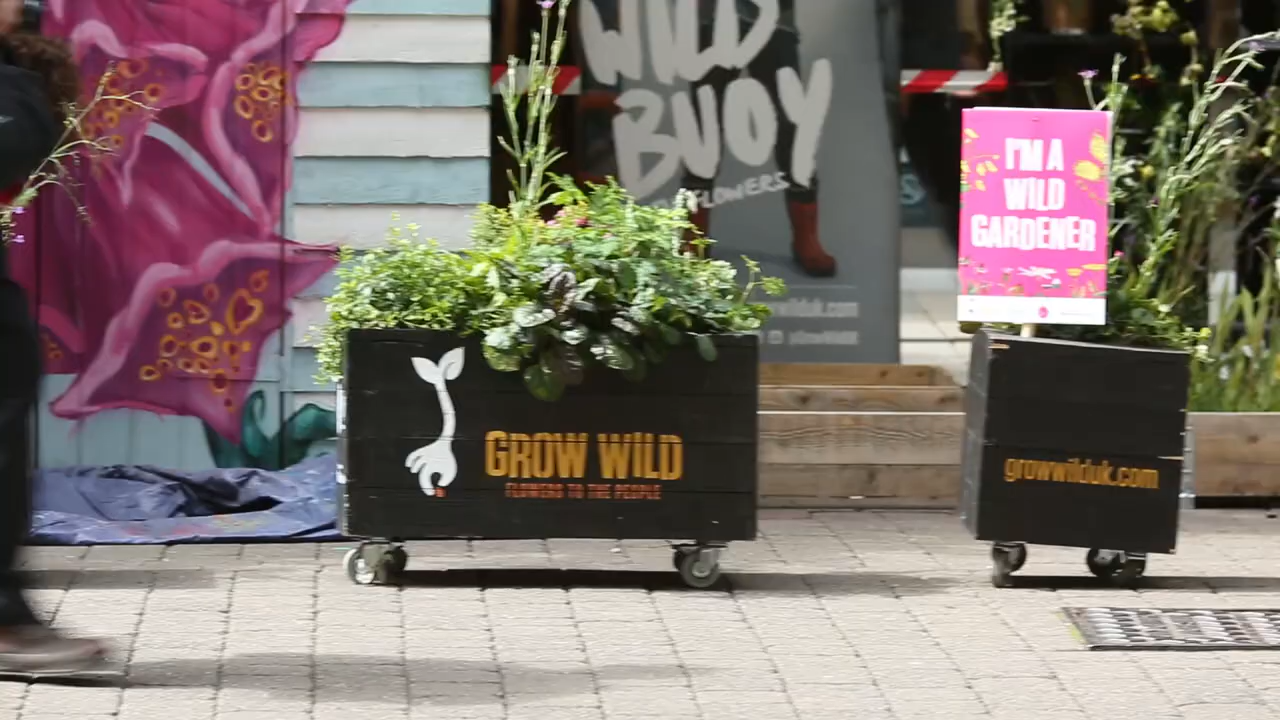 WILD
BUOY
FLOWERS
I'M A
WILD
GARDENER
GROW WILD
FLOWERS TO THE PEOPLE
growwilduk.com